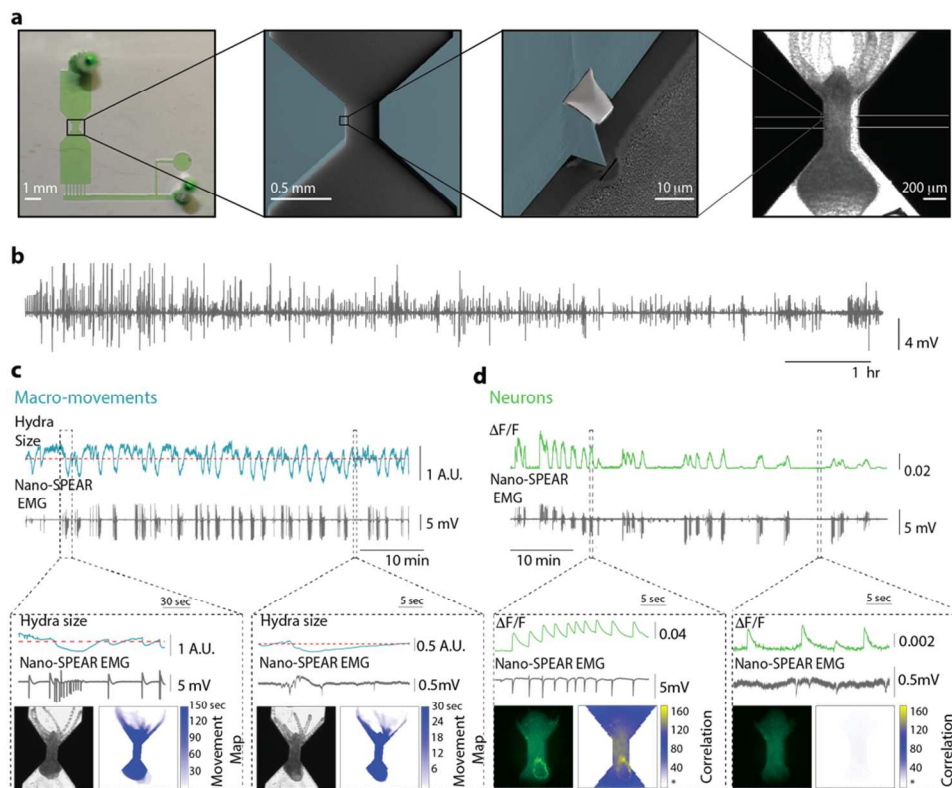 a
1 mm
0.5 mm
10 μm
200 μm
b
4 mV
1 hr
c
Macro-movements
Hydra
Size
1 A.U.
Nano-SPEAR
EMG
5 mV
10 min
30 sec
Hydra size
1 A.U.
Nano-SPEAR EMG
5 mV
150 sec
120
90
60
30
Movement
Map
5 sec
Hydra size
0.5 A.U.
Nano-SPEAR EMG
0.5mV
30 sec
24
18
12
6
Movement
Map
d
Neurons
ΔF/F
0.02
Nano-SPEAR
EMG
5 mV
10 min
5 sec
ΔF/F
0.04
Nano-SPEAR EMG
5mV
160
120
80
40
*
Correlation
5 sec
ΔF/F
0.002
Nano-SPEAR EMG
0.5mV
160
120
80
40
*
Correlation